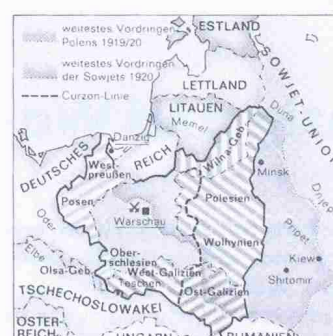 weitestes Vordringen
Polens 1919/20
weitestes Vordringen
der Sowjets 1920
Curzon-Linie
ESTLAND
SOWJET-UNION
LETTLAND
LITAUEN
Memel
Düna
Danzig
DEUTSCHES REICH
West-
preußen
Wilna-Geb.
Minsk
Posen
Polesien
Warschau
Dnjepr
Pripet
Wolhynien
Oder
Elbe
Ober-
schlesien
Kiew
Shitomir
Olsa-Geb.
West-Galizien
Teschen
Ost-Galizien
TSCHECHOSLOWAKEI
ÖSTER-
REICH
UNGARN
RUMÄNIEN